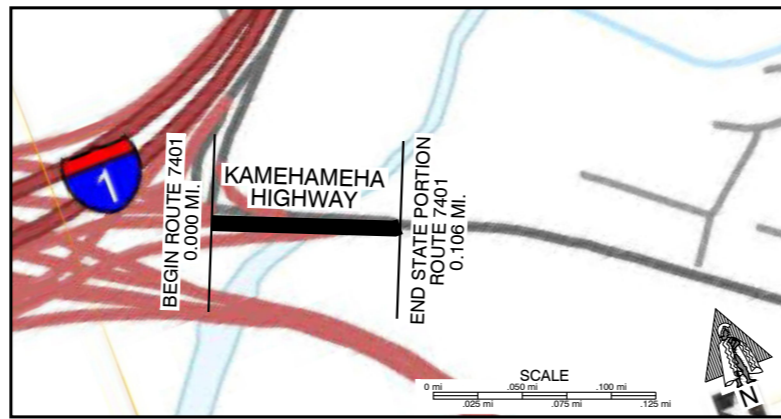 1
BEGIN ROUTE 7401
0.000 MI.
KAMEHAMEHA
HIGHWAY
END STATE PORTION
ROUTE 7401
0.106 MI.
SCALE
0 mi .050 mi .100 mi
.025 mi .075 mi .125 mi
N